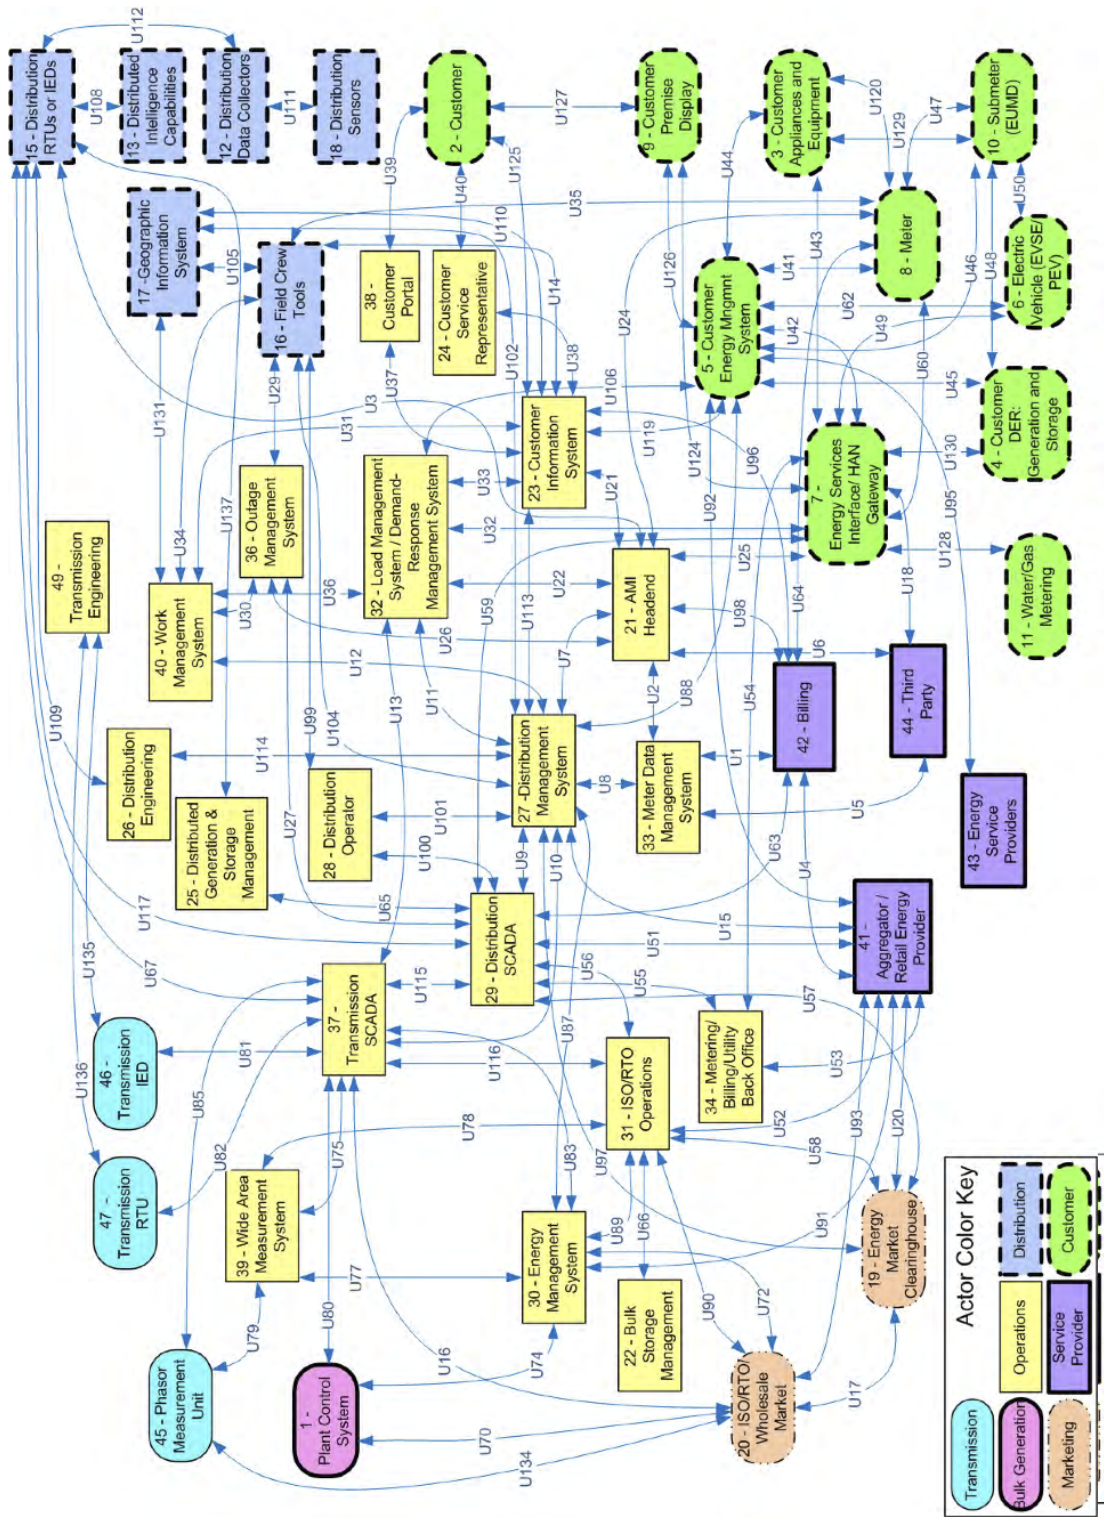 45 - Phasor
Measurement
Unit
47 -
Transmission
RTU
46 -
Transmission
IED
49 -
Transmission
Engineering
15 - Distribution
RTUs or IEDs
U112
U136
U135
U109
U108
U67
U117
26 - Distribution
Engineering
13 - Distributed
Intelligence
Capabilities
17 -Geographic
Information
System
U131
40 - Work
Management
System
U85
U82
U81
25 - Distributed
Generation &
Storage
Management
12 - Distribution
Data Collectors
U105
U34
U137
U30
U79
39 - Wide Area
Measurement
System
36 - Outage
Management
System
U29
16 - Field Crew
Tools
U111
U114
U27
U99
U104
1 -
Plant Control
System
U80
U75
37 -
Transmission
SCADA
28 - Distribution
Operator
18 - Distribution
Sensors
U36
U31
U3
U77
U65
U12
U13
U26
32 - Load Management
System / Demand-
Response
Management System
U37
38 -
Customer
Portal
U39
U110
U134
U70
U16
U78
U115
U100
U101
U11
24 - Customer
Service
Representative
U40
2 - Customer
U74
U116
29 - Distribution
SCADA
U9
27 -Distribution
Management
System
U59
U113
U33
U102
U14
U125
30 - Energy
Management
System
U83
U87
U10
U56
U7
U22
U32
23 - Customer
Information
System
U38
U35
U127
U97
U89
31 - ISO/RTO
Operations
U8
U21
U106
U24
U66
22 - Bulk
Storage
Management
U55
33 - Meter Data
Management
System
U2
21 - AMI
Headend
U119
U126
9 - Customer
Premise
Display
U90
U72
34 - Metering/
Billing/Utility
Back Office
U51
U15
U88
U124
U92
5 - Customer
Energy Mngmnt
System
U44
20 - ISO/RTO/
Wholesale
Market
U52
U1
U98
U25
U96
U54
U63
42 - Billing
U64
U41
U42
3 - Customer
Appliances and
Equipment
U57
U58
U91
U53
U4
U6
U43
U62
U120
U17
19 - Energy
Market
Clearinghouse
U20
U93
41 -
Aggregator /
Retail Energy
Provider
U5
44 - Third
Party
U18
7 -
Energy Services
Interface/ HAN
Gateway
U49
8 - Meter
U129
U60
U47
U128
U130
U45
U46
U95
U48
43 - Energy
Service
Providers
11 - Water/Gas
Metering
4 - Customer
DER:
Generation and
Storage
6 - Electric
Vehicle (EVSE/
PEV)
U50
10 - Submeter
(EUMD)
Actor Color Key
Transmission
Operations
Distribution
Bulk Generation
Service
Provider
Customer
Marketing